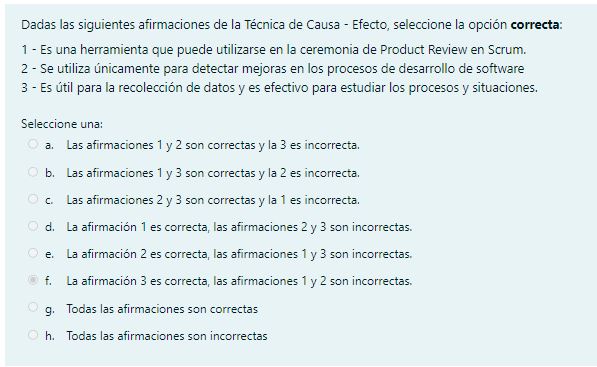 Dadas las siguientes afirmaciones de la Técnica de Causa - Efecto, seleccione la opción correcta:
1 - Es una herramienta que puede utilizarse en la ceremonia de Product Review en Scrum.
2 - Se utiliza únicamente para detectar mejoras en los procesos de desarrollo de software
3 - Es útil para la recolección de datos y es efectivo para estudiar los procesos y situaciones.
Seleccione una:
a. Las afirmaciones 1 y 2 son correctas y la 3 es incorrecta.
b. Las afirmaciones 1 y 3 son correctas y la 2 es incorrecta.
c. Las afirmaciones 2 y 3 son correctas y la 1 es incorrecta.
d. La afirmación 1 es correcta, las afirmaciones 2 y 3 son incorrectas.
e. La afirmación 2 es correcta, las afirmaciones 1 y 3 son incorrectas.
f. La afirmación 3 es correcta, las afirmaciones 1 y 2 son incorrectas.
g. Todas las afirmaciones son correctas
h. Todas las afirmaciones son incorrectas